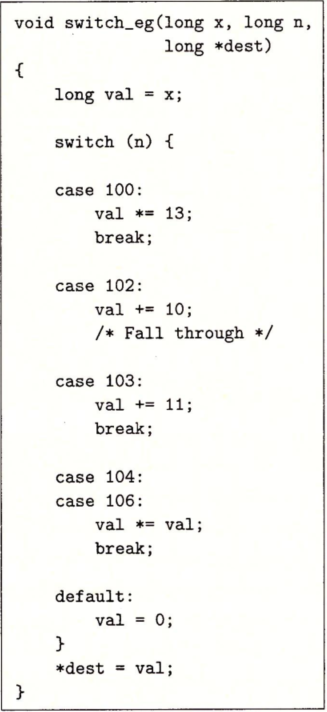 void switch_eg(long x, long n,
               long *dest)
{
    long val = x;

    switch (n) {

    case 100:
        val *= 13;
        break;

    case 102:
        val += 10;
        /* Fall through */

    case 103:
        val += 11;
        break;

    case 104:
    case 106:
        val *= val;
        break;

    default:
        val = 0;
    }
    *dest = val;
}